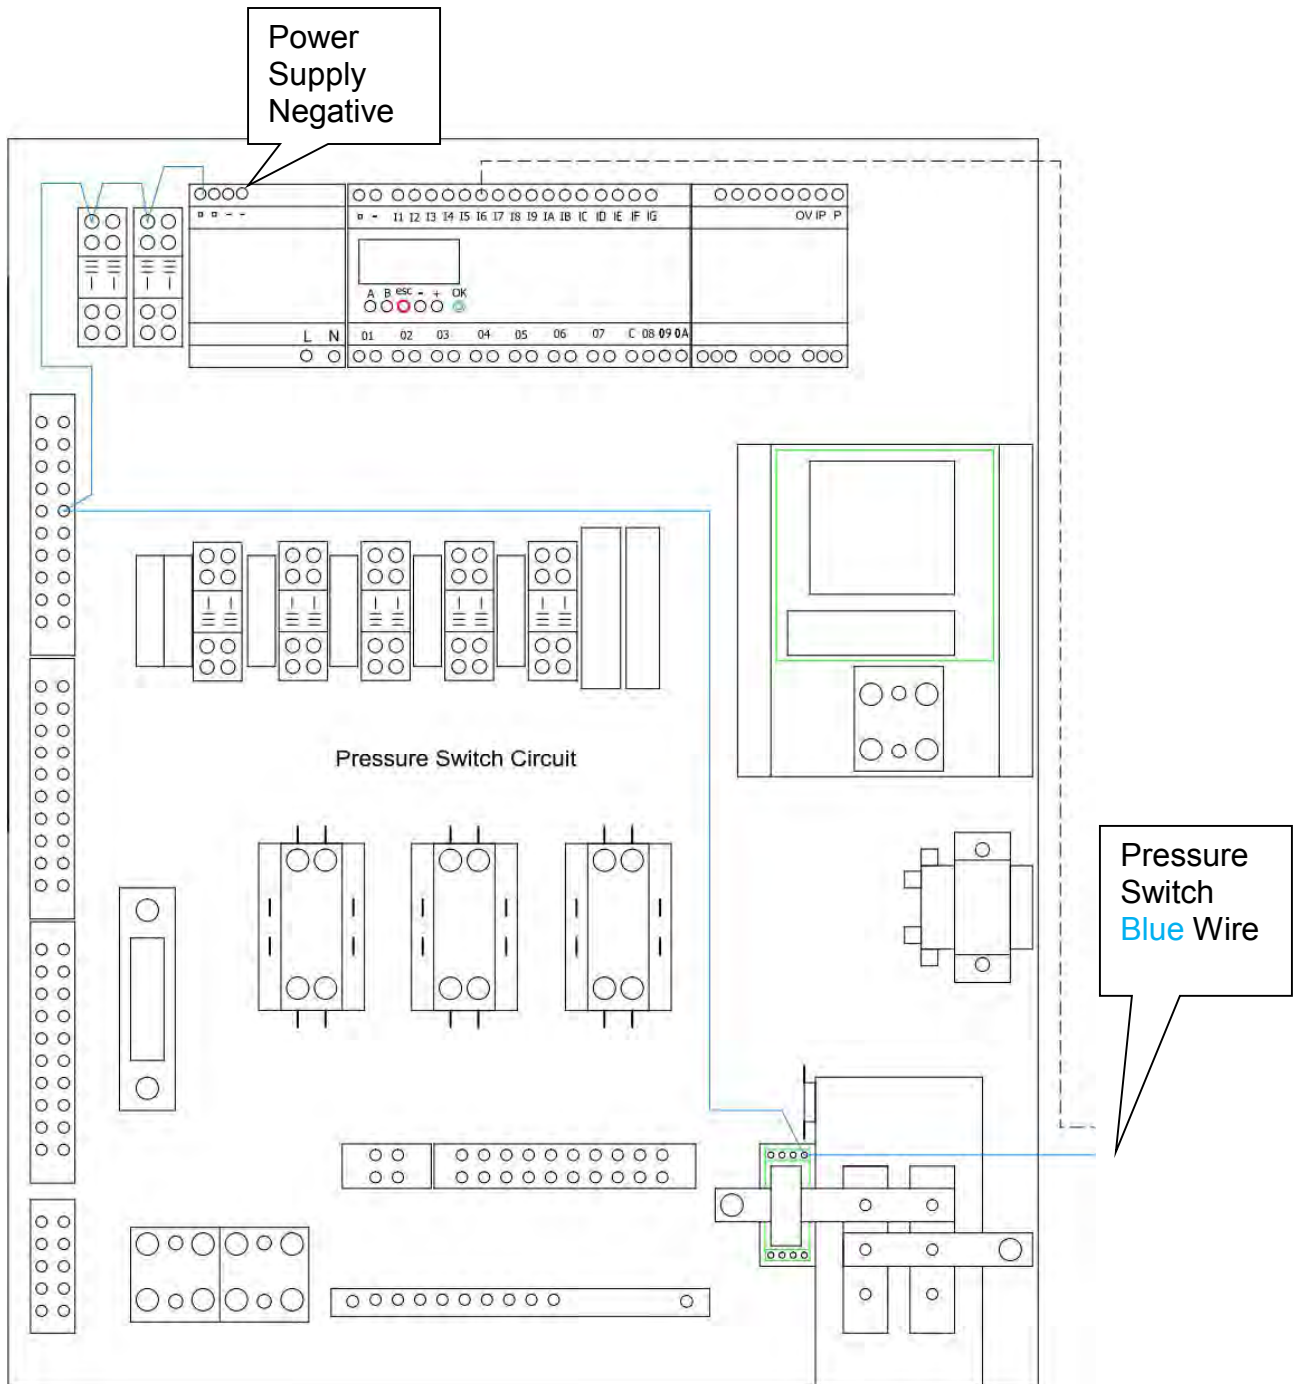 Power
Supply
Negative
- -
- I1 I2 I3 I4 I5 I6 I7 I8 I9 IA IB IC ID IE IF IG
OV IP P
A B esc - + OK
L N
01 02 03 04 05 06 07 C 08 09 0A
Pressure Switch Circuit
Pressure
Switch
Blue Wire